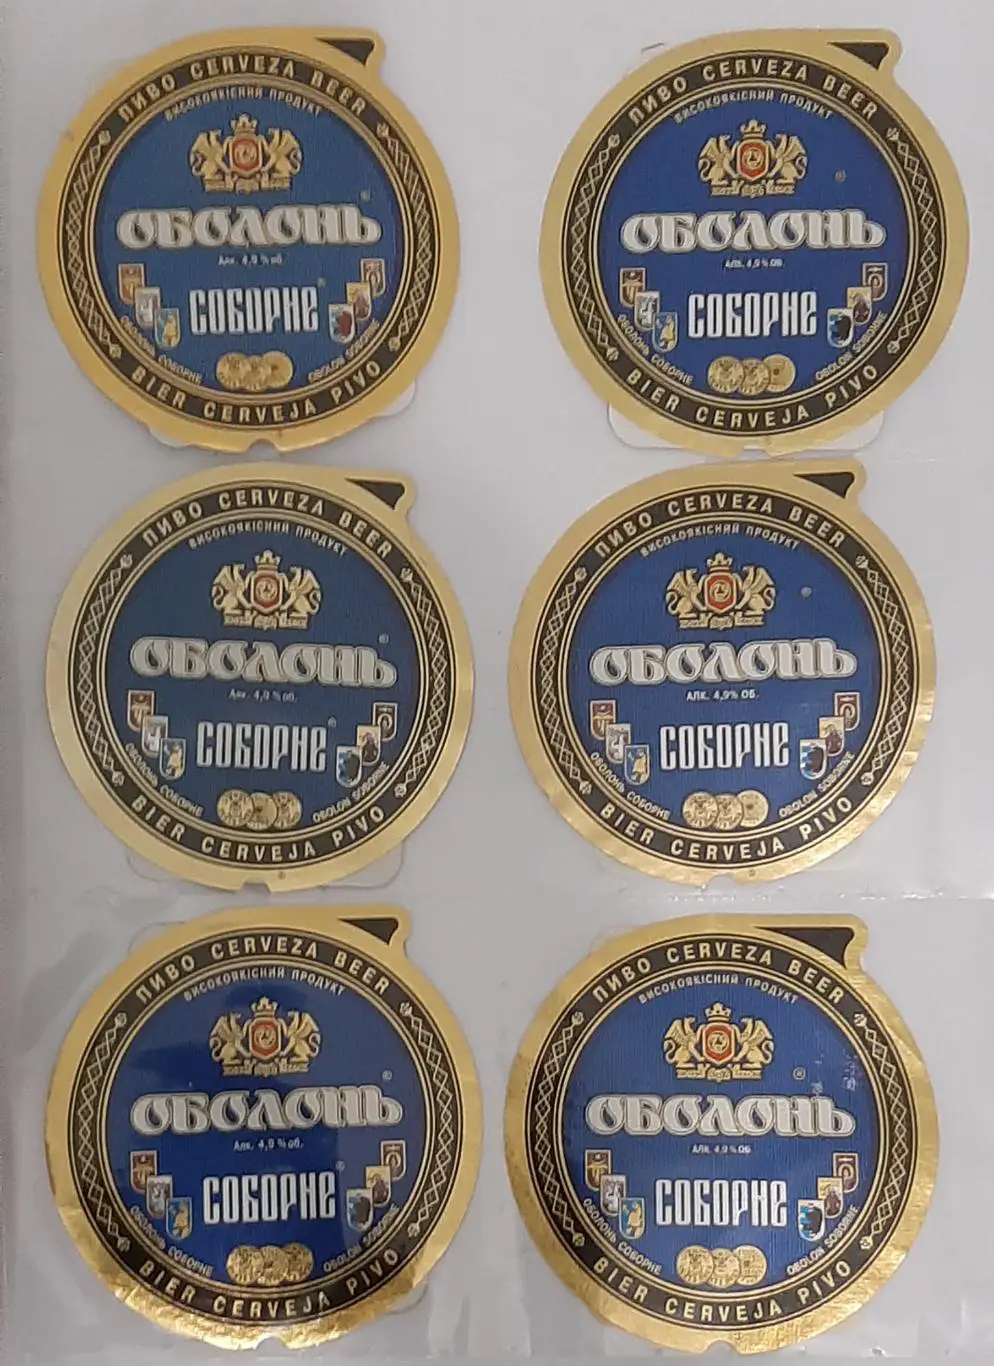 ПИВО CERVEZA BEER
ВИСОКОЯКІСНИЙ ПРОДУКТ
ОБОЛОНЬ®
Алк. 4,9 % об.
СОБОРНЕ®
ОБОЛОНЬ СОБОРНЕ OBOLON SOBORNE
BIER CERVEJA PIVO
ПИВО CERVEZA BEER
ВИСОКОЯКІСНИЙ ПРОДУКТ
®
ОБОЛОНЬ
АЛК. 4,9 % ОБ.
СОБОРНЕ
ОБОЛОНЬ СОБОРНЕ OBOLON SOBORNE
BIER CERVEJA PIVO
ПИВО CERVEZA BEER
ВИСОКОЯКІСНИЙ ПРОДУКТ
ОБОЛОНЬ®
Алк. 4,9 % об.
СОБОРНЕ®
ОБОЛОНЬ СОБОРНЕ OBOLON SOBORNE
BIER CERVEJA PIVO
ПИВО CERVEZA BEER
ВИСОКОЯКІСНИЙ ПРОДУКТ
®
ОБОЛОНЬ
АЛК. 4,9% ОБ.
СОБОРНЕ
ОБОЛОНЬ СОБОРНЕ OBOLON SOBORNE
BIER CERVEJA PIVO
ПИВО CERVEZA BEER
ВИСОКОЯКІСНИЙ ПРОДУКТ
ОБОЛОНЬ®
Алк. 4,9 % об.
СОБОРНЕ®
ОБОЛОНЬ СОБОРНЕ OBOLON SOBORNE
BIER CERVEJA PIVO
ПИВО CERVEZA BEER
ВИСОКОЯКІСНИЙ ПРОДУКТ
®
ОБОЛОНЬ
АЛК. 4,9 % ОБ.
СОБОРНЕ
ОБОЛОНЬ СОБОРНЕ OBOLON SOBORNE
BIER CERVEJA PIVO